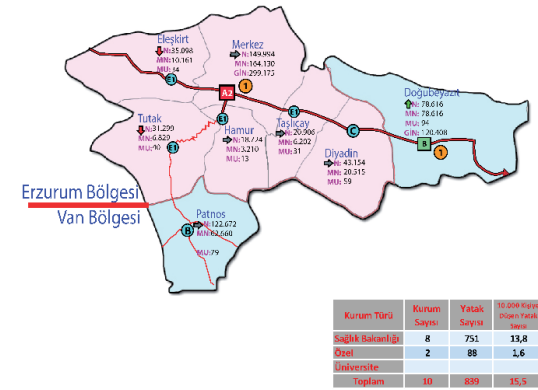 Eleşkirt
N:35.098
MN:10.161
MU:34
E1
Merkez
N:149.994
MN:164.130
GİN:299.175
A2
1
Tutak
N:31.299
MN:6.829
MU:40
E1
E1
Hamur
MN:3.210
MU:13
E1
Taşlıçay
N:20.906
MN:6.202
MU:31
C
Diyadin
N:43.154
MN:20.515
MU:59
Doğubeyazıt
N:78.616
MN:78.616
MU:94
GİN:120.408
B
1
Erzurum Bölgesi
Van Bölgesi
Patnos
N:122.672
MN:62.660
MU:79
B
Kurum Türü Kurum Sayısı Yatak Sayısı 10.000 Kişiye Düşen Yatak Sayısı
Sağlık Bakanlığı 8 751 13,8
Özel 2 88 1,6
Üniversite
Toplam 10 839 15,5